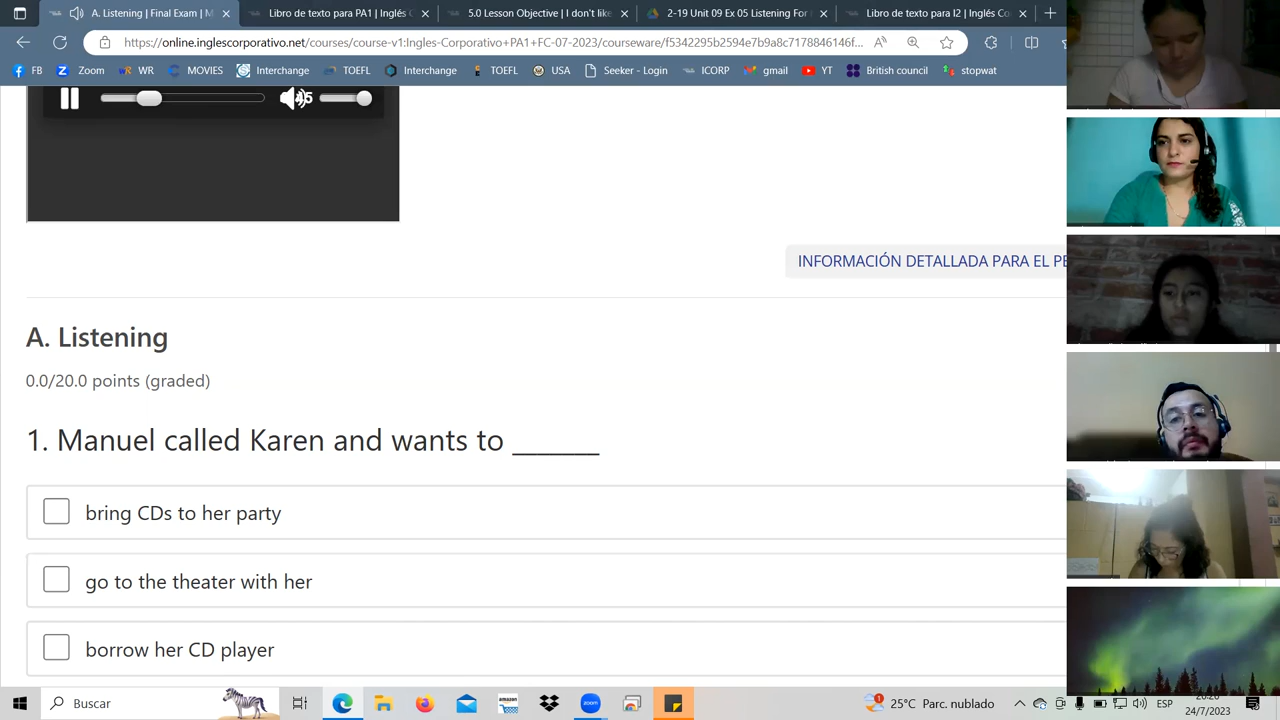 A. Listening | Final Exam | M
Libro de texto para PA1 | Inglés
5.0 Lesson Objective | I don't like
2-19 Unit 05 Ex 05 Listening For
Libro de texto para I2 | Inglés Co
https://online.inglescorporativo.net/courses/course-v1:Ingles-Corporativo+PA1+FC-07-2023/courseware/f5342295b2594e7b9a8c7178846146f...
FB
Zoom
WR
MOVIES
Interchange
TOEFL
Interchange
TOEFL
USA
Seeker - Login
ICORP
gmail
YT
British council
stopwat
INFORMACIÓN DETALLADA PARA EL PE
A. Listening
0.0/20.0 points (graded)
1. Manuel called Karen and wants to _______
bring CDs to her party
go to the theater with her
borrow her CD player
Buscar
amazon
zoom
1
25°C Parc. nublado
ESP
24/7/2023